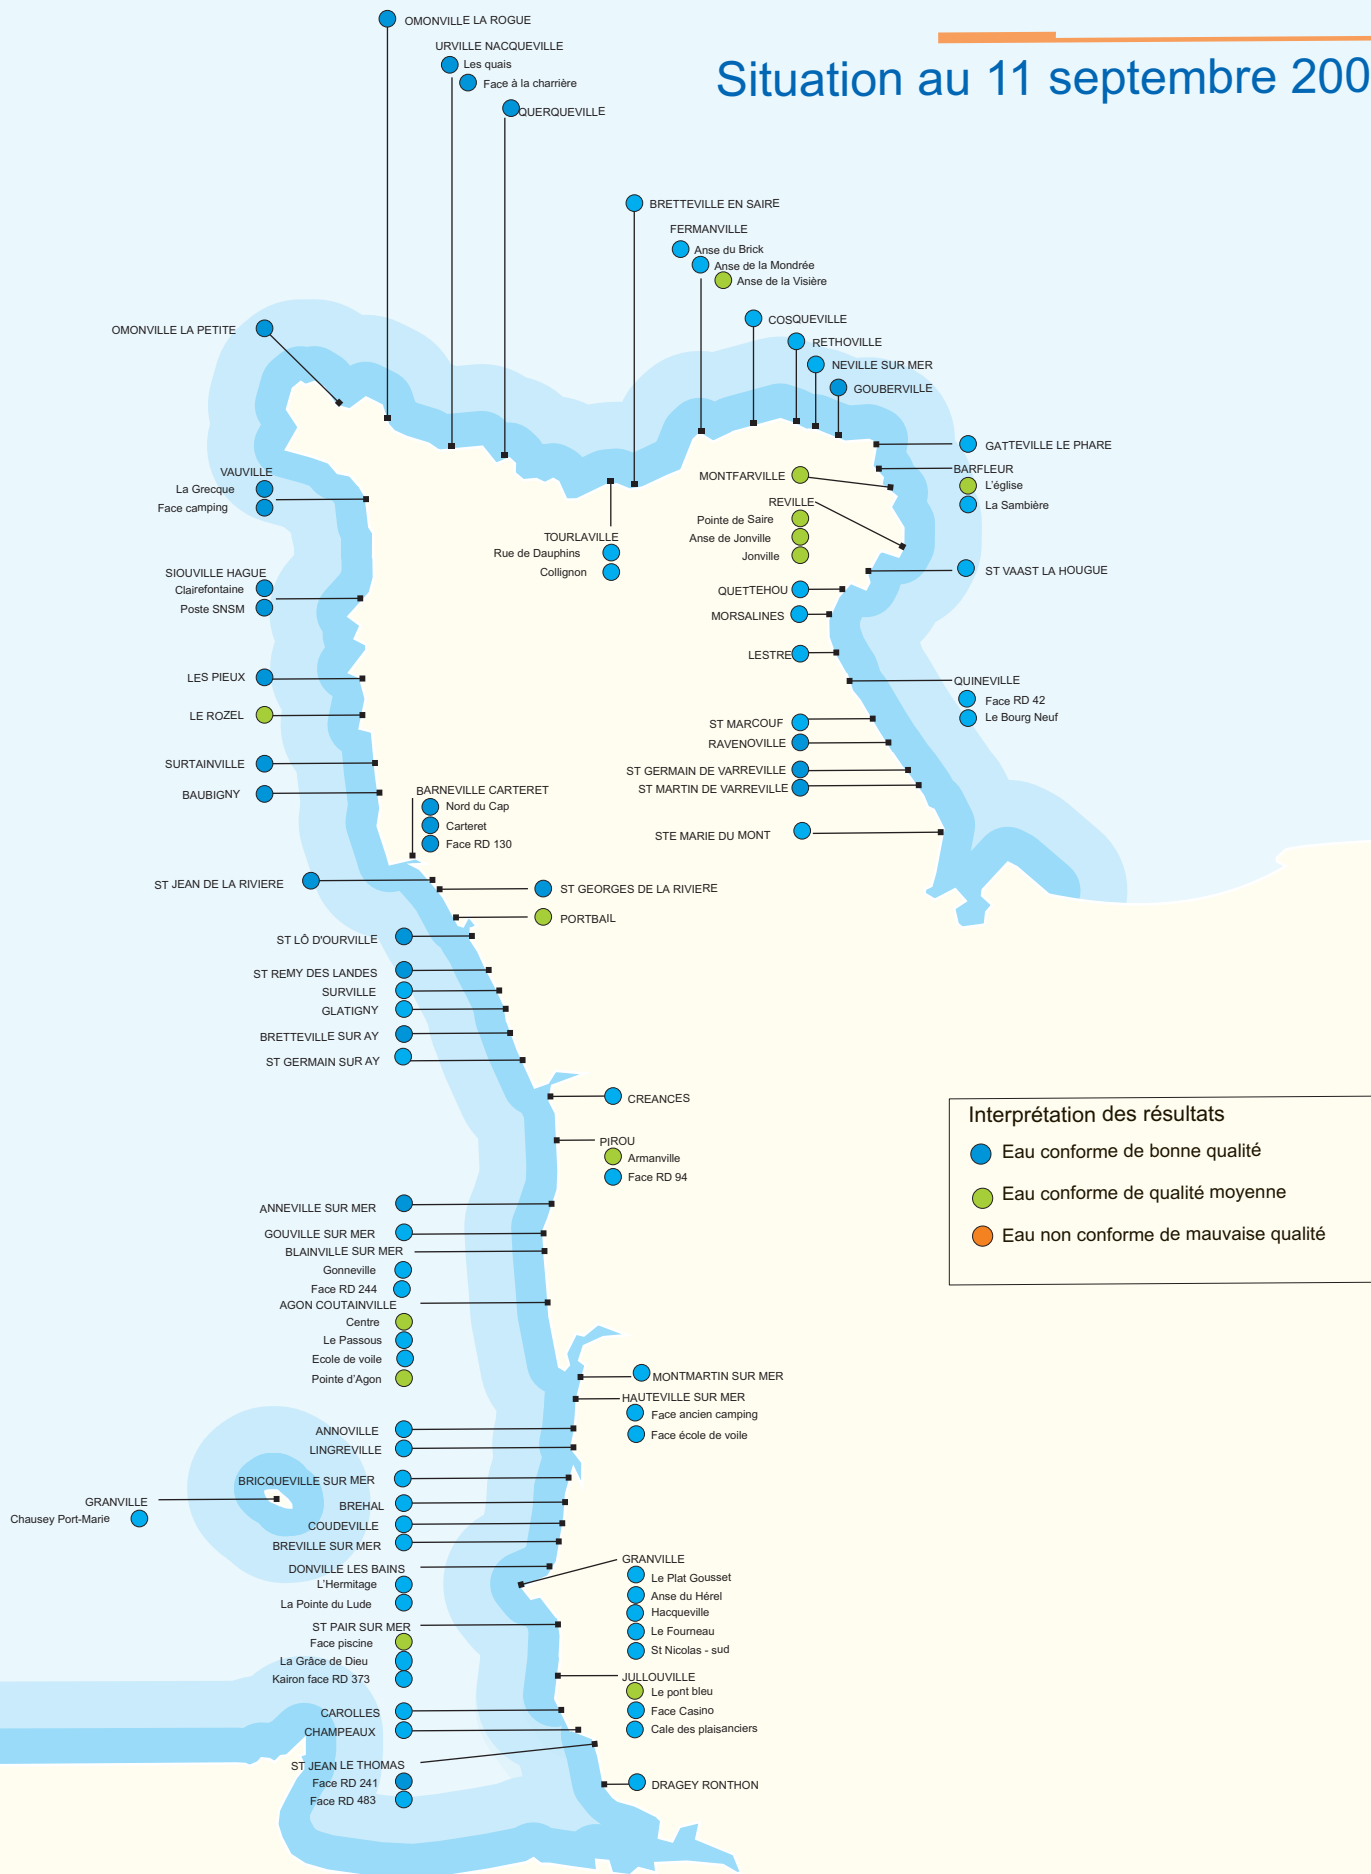 OMONVILLE LA ROGUE
URVILLE NACQUEVILLE
Les quais
Face à la charrière
Situation au 11 septembre 200
QUERQUEVILLE
BRETTEVILLE EN SAIRE
FERMANVILLE
Anse du Brick
Anse de la Mondrée
Anse de la Visière
COSQUEVILLE
OMONVILLE LA PETITE
RETHOVILLE
NEVILLE SUR MER
GOUBERVILLE
GATTEVILLE LE PHARE
BARFLEUR
L'église
La Sambière
VAUVILLE
La Grecque
Face camping
MONTFARVILLE
REVILLE
Pointe de Saire
Anse de Jonville
Jonville
TOURLAVILLE
Rue de Dauphins
Collignon
ST VAAST LA HOUGUE
SIOUVILLE HAGUE
Clairefontaine
Poste SNSM
QUETTEHOU
MORSALINES
LESTRE
LES PIEUX
QUINEVILLE
Face RD 42
Le Bourg Neuf
LE ROZEL
ST MARCOUF
RAVENOVILLE
SURTAINVILLE
ST GERMAIN DE VARREVILLE
ST MARTIN DE VARREVILLE
BAUBIGNY
BARNEVILLE CARTERET
Nord du Cap
Carteret
Face RD 130
STE MARIE DU MONT
ST JEAN DE LA RIVIERE
ST GEORGES DE LA RIVIERE
PORTBAIL
ST LÔ D'OURVILLE
ST REMY DES LANDES
SURVILLE
GLATIGNY
BRETTEVILLE SUR AY
ST GERMAIN SUR AY
CREANCES
PIROU
Armanville
Face RD 94
Interprétation des résultats
Eau conforme de bonne qualité
Eau conforme de qualité moyenne
Eau non conforme de mauvaise qualité
ANNEVILLE SUR MER
GOUVILLE SUR MER
BLAINVILLE SUR MER
Gonneville
Face RD 244
AGON COUTAINVILLE
Centre
Le Passous
Ecole de voile
Pointe d'Agon
MONTMARTIN SUR MER
HAUTEVILLE SUR MER
Face ancien camping
Face école de voile
ANNOVILLE
LINGREVILLE
BRICQUEVILLE SUR MER
GRANVILLE
Chausey Port-Marie
BREHAL
COUDEVILLE
BREVILLE SUR MER
DONVILLE LES BAINS
L'Hermitage
La Pointe du Lude
GRANVILLE
Le Plat Gousset
Anse du Hérel
Hacqueville
Le Fourneau
St Nicolas - sud
ST PAIR SUR MER
Face piscine
La Grâce de Dieu
Kairon face RD 373
JULLOUVILLE
Le pont bleu
Face Casino
Cale des plaisanciers
CAROLLES
CHAMPEAUX
ST JEAN LE THOMAS
Face RD 241
Face RD 483
DRAGEY RONTHON